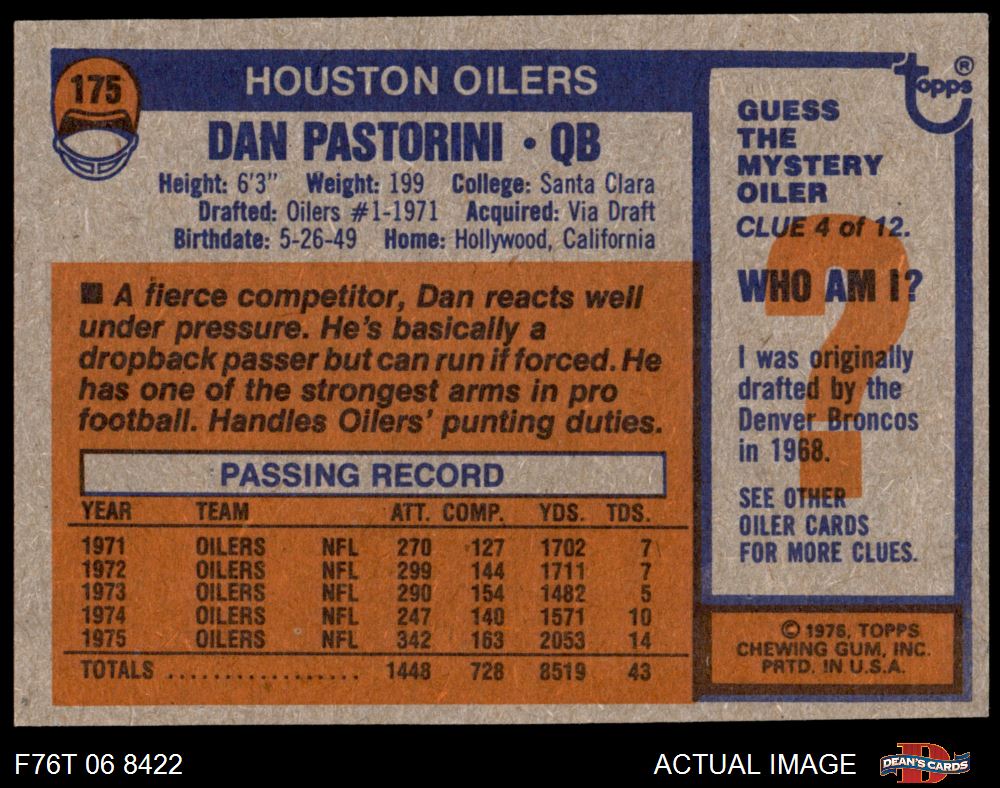 175
HOUSTON OILERS
DAN PASTORINI • QB
Height: 6'3" Weight: 199 College: Santa Clara
Drafted: Oilers #1-1971 Acquired: Via Draft
Birthdate: 5-26-49 Home: Hollywood, California
■ A fierce competitor, Dan reacts well
under pressure. He's basically a
dropback passer but can run if forced. He
has one of the strongest arms in pro
football. Handles Oilers' punting duties.
PASSING RECORD
YEAR TEAM ATT. COMP. YDS. TDS.
1971 OILERS NFL 270 127 1702 7
1972 OILERS NFL 299 144 1711 7
1973 OILERS NFL 290 154 1482 5
1974 OILERS NFL 247 140 1571 10
1975 OILERS NFL 342 163 2053 14
TOTALS .................. 1448 728 8519 43
Topps ®
GUESS
THE
MYSTERY
OILER
CLUE 4 of 12.
WHO AM I?
I was originally
drafted by the
Denver Broncos
in 1968.
SEE OTHER
OILER CARDS
FOR MORE CLUES.
© 1976, TOPPS
CHEWING GUM, INC.
PRTD. IN U.S.A.
F76T 06 8422
ACTUAL IMAGE
D
DEAN'S CARDS